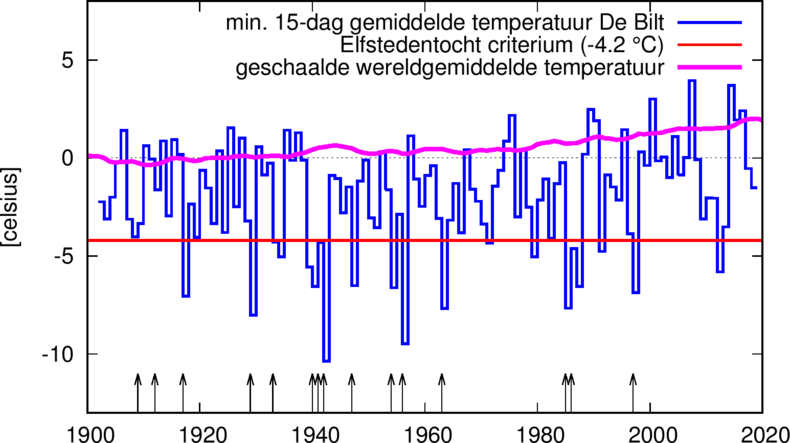 min. 15-dag gemiddelde temperatuur De Bilt
Elfstedentocht criterium (-4.2 °C)
geschaalde wereldgemiddelde temperatuur
5
0
-5
-10
[celsius]
1900 1920 1940 1960 1980 2000 2020